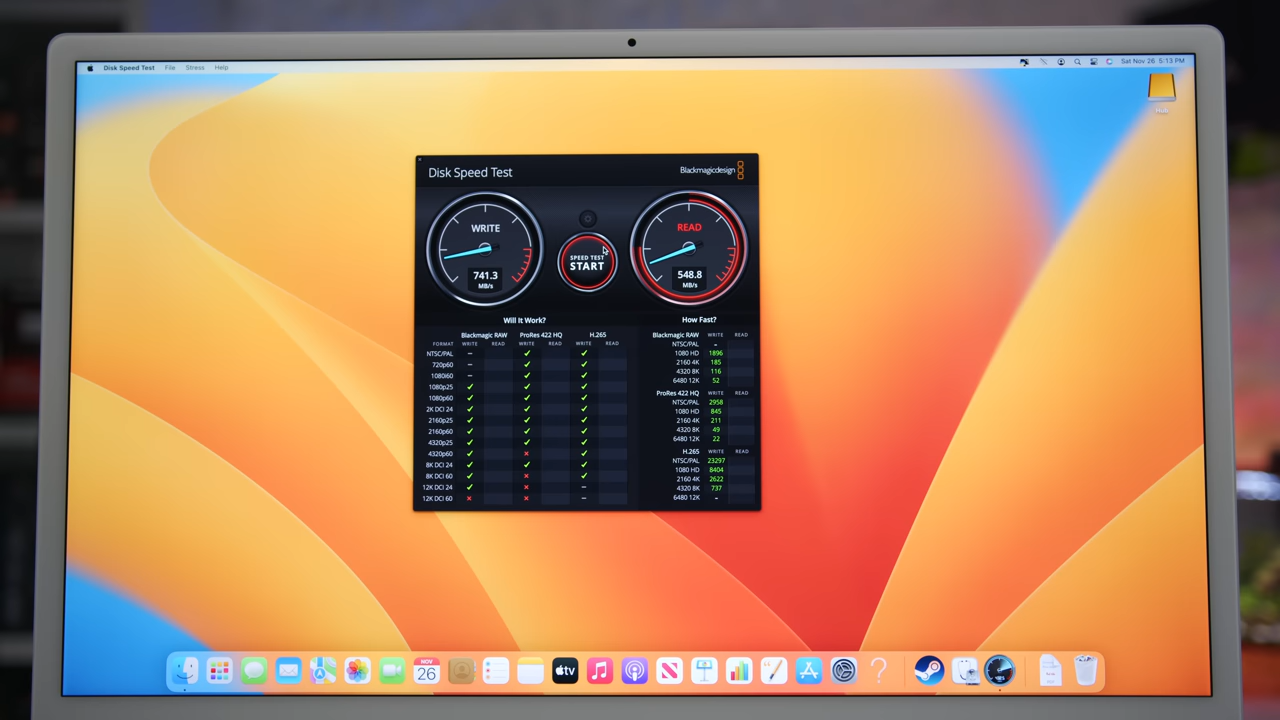 Disk Speed Test File Stress Help
Sat Nov 26 5:13 PM
Hub
Disk Speed Test
Blackmagicdesign
WRITE
741.3
MB/s
SPEED TEST
START
READ
548.8
MB/s
Will It Work?
Blackmagic RAW ProRes 422 HQ H.265
FORMAT WRITE READ WRITE READ WRITE READ
NTSC/PAL – ✓ ✓
720p60 – ✓ ✓
1080i60 – ✓ ✓
1080p25 ✓ ✓ ✓
1080p60 ✓ ✓ ✓
2K DCI 24 ✓ ✓ ✓
2160p25 ✓ ✓ ✓
2160p60 ✓ ✓ ✓
4320p25 ✓ ✓ ✓
4320p60 ✓ × ✓
8K DCI 24 ✓ ✓ ✓
8K DCI 60 ✓ × ✓
12K DCI 24 ✓ × –
12K DCI 60 × × –
How Fast?
Blackmagic RAW WRITE READ
NTSC/PAL -
1080 HD 1896
2160 4K 185
4320 8K 116
6480 12K 52
ProRes 422 HQ WRITE READ
NTSC/PAL 2958
1080 HD 845
2160 4K 211
4320 8K 49
6480 12K 22
H.265 WRITE READ
NTSC/PAL 23297
1080 HD 8404
2160 4K 2622
4320 8K 737
6480 12K -
NOV
26
tv